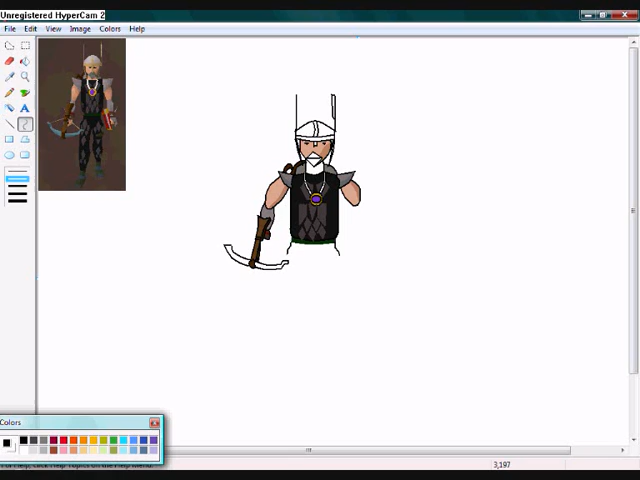 Unregistered HyperCam 2
File Edit View Image Colors Help
Colors
For Help, click Help Topics on the Help Menu.
3,197